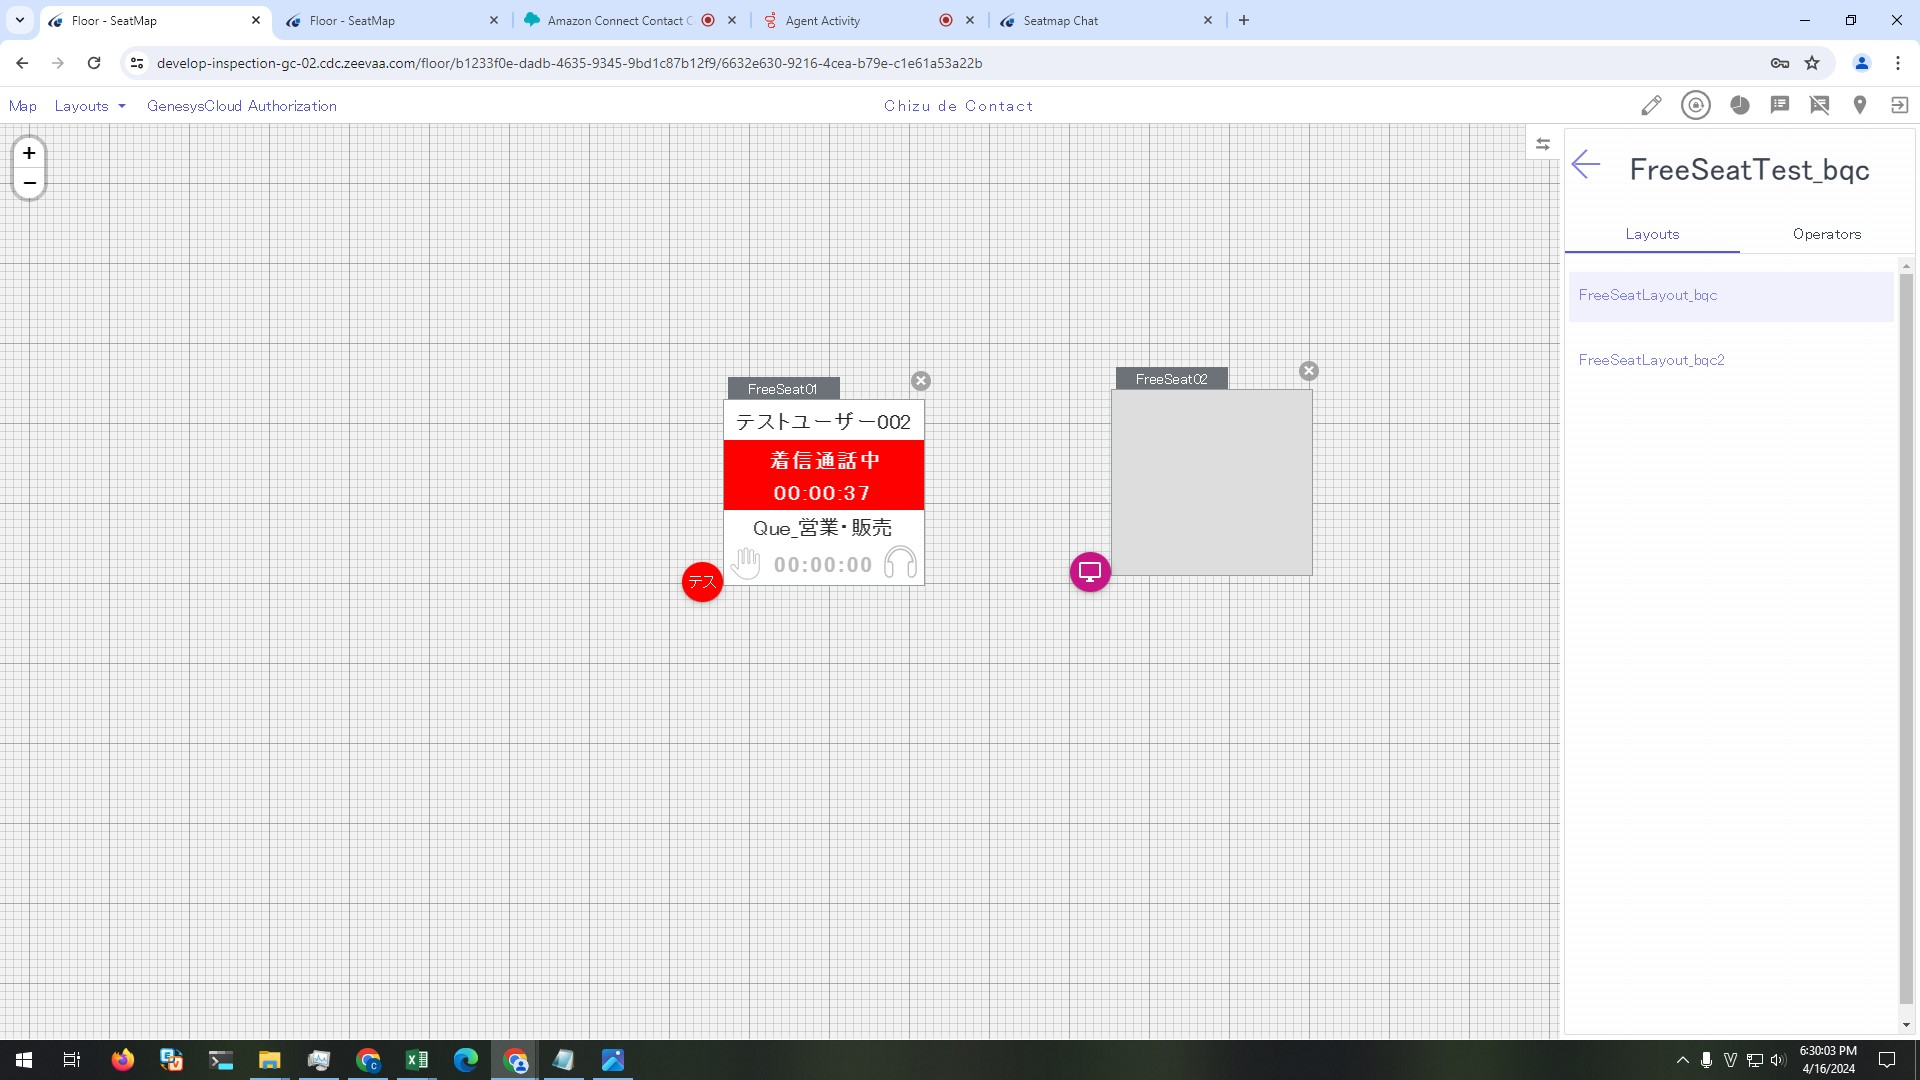 Floor - SeatMap
Floor - SeatMap
Amazon Connect Contact C
Agent Activity
Seatmap Chat
develop-inspection-gc-02.cdc.zeevaa.com/floor/b1233f0e-dadb-4635-9345-9bd1c87b12f9/6632e630-9216-4cea-b79e-c1e61a53a22b
Map
Layouts
GenesysCloud Authorization
Chizu de Contact
+
−
FreeSeatTest_bqc
Layouts
Operators
FreeSeatLayout_bqc
FreeSeatLayout_bqc2
FreeSeat01
テストユーザー002
着信通話中
00:00:37
Que_営業・販売
00:00:00
テス
FreeSeat02
6:30:03 PM
4/16/2024